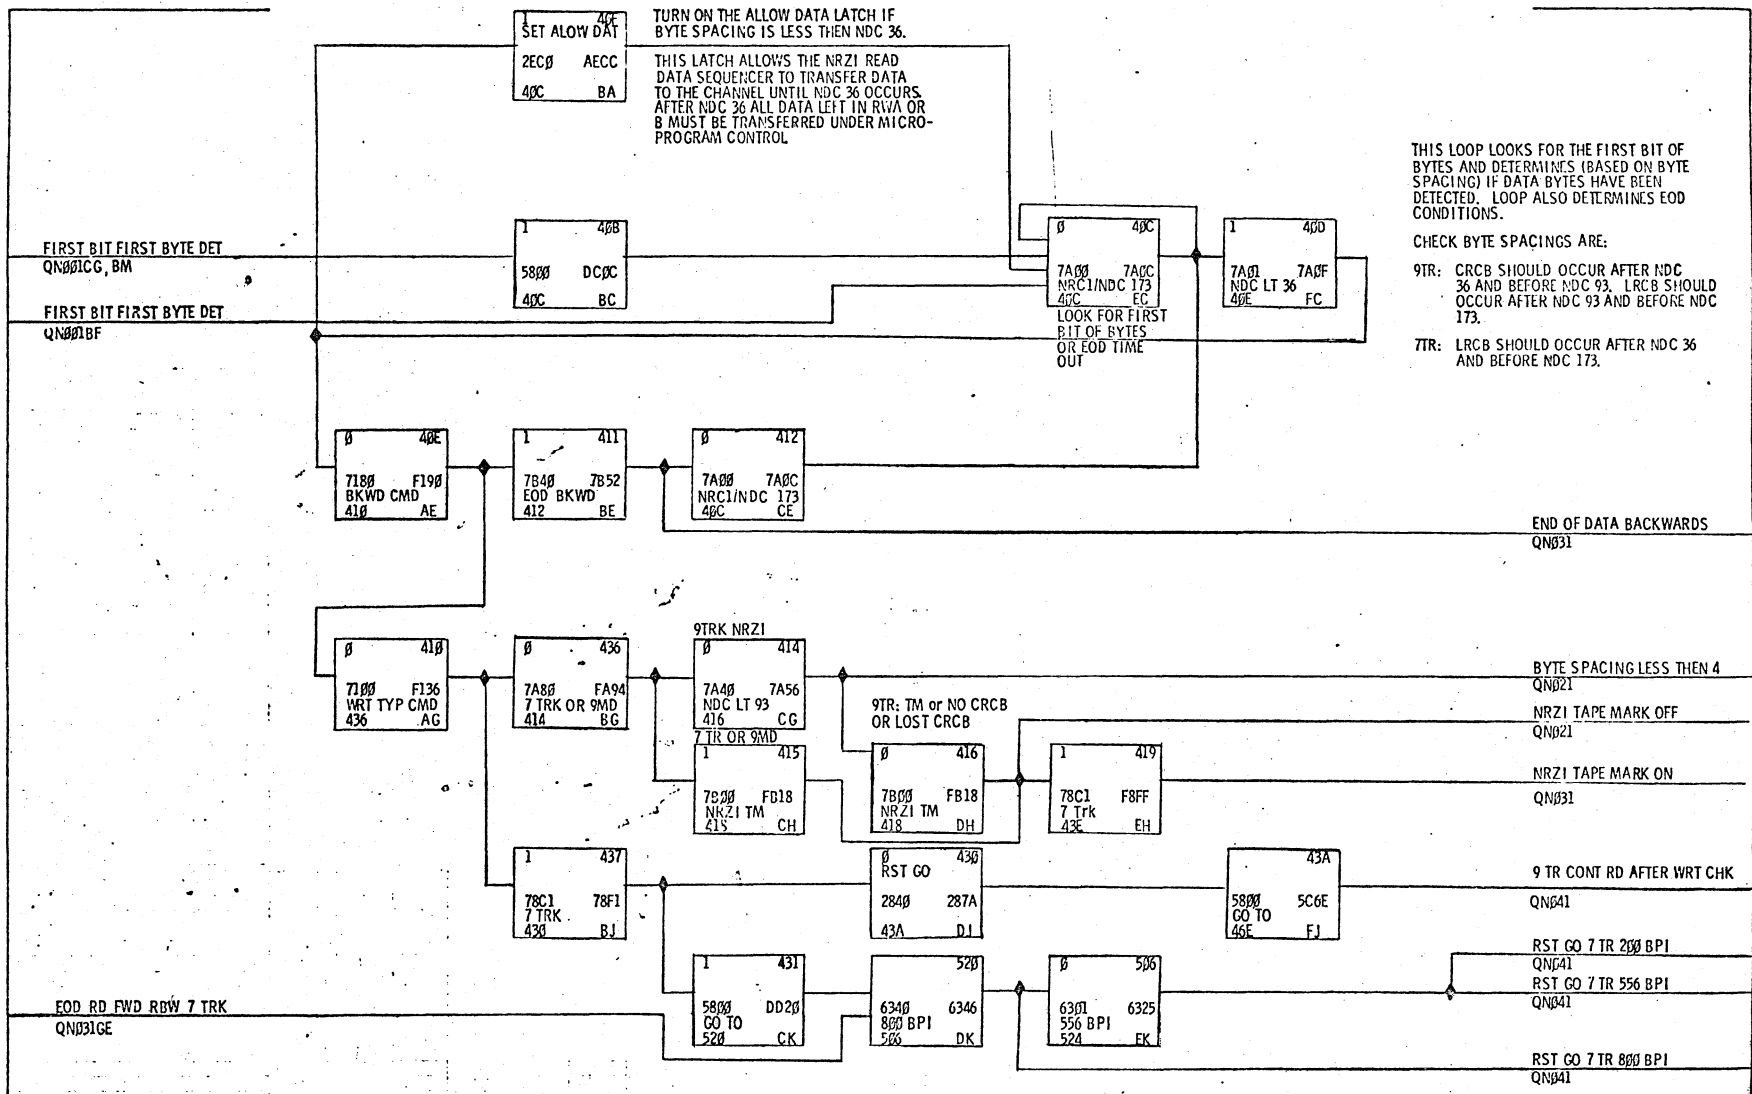 1 40F
SET ALOW DAT
2ECØ AECC
4ØC BA
TURN ON THE ALLOW DATA LATCH IF
BYTE SPACING IS LESS THEN NDC 36.
THIS LATCH ALLOWS THE NRZI READ
DATA SEQUENCER TO TRANSFER DATA
TO THE CHANNEL UNTIL NDC 36 OCCURS.
AFTER NDC 36 ALL DATA LEFT IN RWA OR
B MUST BE TRANSFERRED UNDER MICRO-
PROGRAM CONTROL
THIS LOOP LOOKS FOR THE FIRST BIT OF
BYTES AND DETERMINES (BASED ON BYTE
SPACING) IF DATA BYTES HAVE BEEN
DETECTED. LOOP ALSO DETERMINES EOD
CONDITIONS.
CHECK BYTE SPACINGS ARE:
9TR: CRCB SHOULD OCCUR AFTER NDC
36 AND BEFORE NDC 93. LRCB SHOULD
OCCUR AFTER NDC 93 AND BEFORE NDC
173.
7TR: LRCB SHOULD OCCUR AFTER NDC 36
AND BEFORE NDC 173.
FIRST BIT FIRST BYTE DET
QNØØ1CG, BM
1 4ØB
58ØØ DCØC
4ØC BC
Ø 4ØC
7AØØ 7AØC
NRC1/NDC 173
4ØC EC
LOOK FOR FIRST
BIT OF BYTES
OR EOD TIME
OUT
1 4ØD
7AØ1 7AØF
NDC LT 36
4ØE FC
FIRST BIT FIRST BYTE DET
QNØØ1BF
Ø 4ØE
718Ø F19Ø
BKWD CMD
41Ø AE
1 411
7B4Ø 7B52
EOD BKWD
412 BE
Ø 412
7AØØ 7AØC
NRC1/NDC 173
4ØC CE
END OF DATA BACKWARDS
QNØ31
Ø 41Ø
71ØØ F136
WRT TYP CMD
436 AG
Ø 436
7A8Ø FA94
7 TRK OR 9MD
414 BG
9TRK NRZI
Ø 414
7A4Ø 7A56
NDC LT 93
416 CG
BYTE SPACING LESS THEN 4
QNØ21
7 TR OR 9MD
1 415
7BØØ FB18
NRZI TM
418 CH
9TR: TM or NO CRCB
OR LOST CRCB
Ø 416
7BØØ FB18
NRZI TM
418 DH
NRZI TAPE MARK OFF
QNØ21
1 419
78C1 F8FF
7 Trk
43E EH
NRZI TAPE MARK ON
QNØ31
1 437
78C1 78F1
7 TRK
43Ø BJ
Ø 43Ø
RST GO
284Ø 287A
43A DJ
43A
58ØØ 5C6E
GO TO
46E FJ
9 TR CONT RD AFTER WRT CHK
QNØ41
1 431
58ØØ DD2Ø
GO TO
52Ø CK
52Ø
634Ø 6346
8ØØ BPI
5Ø6 DK
Ø 5Ø6
63Ø1 6325
556 BPI
524 EK
RST GO 7 TR 2ØØ BPI
QNØ41
RST GO 7 TR 556 BPI
QNØ41
EOD RD FWD RBW 7 TRK
QNØ31GE
RST GO 7 TR 8ØØ BPI
QNØ41